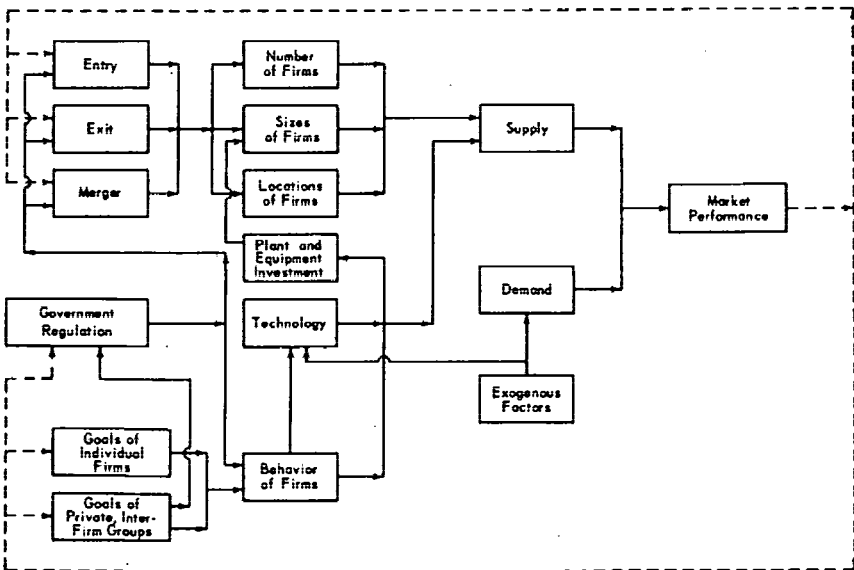 Entry
Exit
Merger
Number
of Firms
Sizes
of Firms
Locations
of Firms
Plant and
Equipment
Investment
Supply
Market
Performance
Government
Regulation
Technology
Demand
Exogenous
Factors
Goals of
Individual
Firms
Goals of
Private, Inter-
Firm Groups
Behavior
of Firms